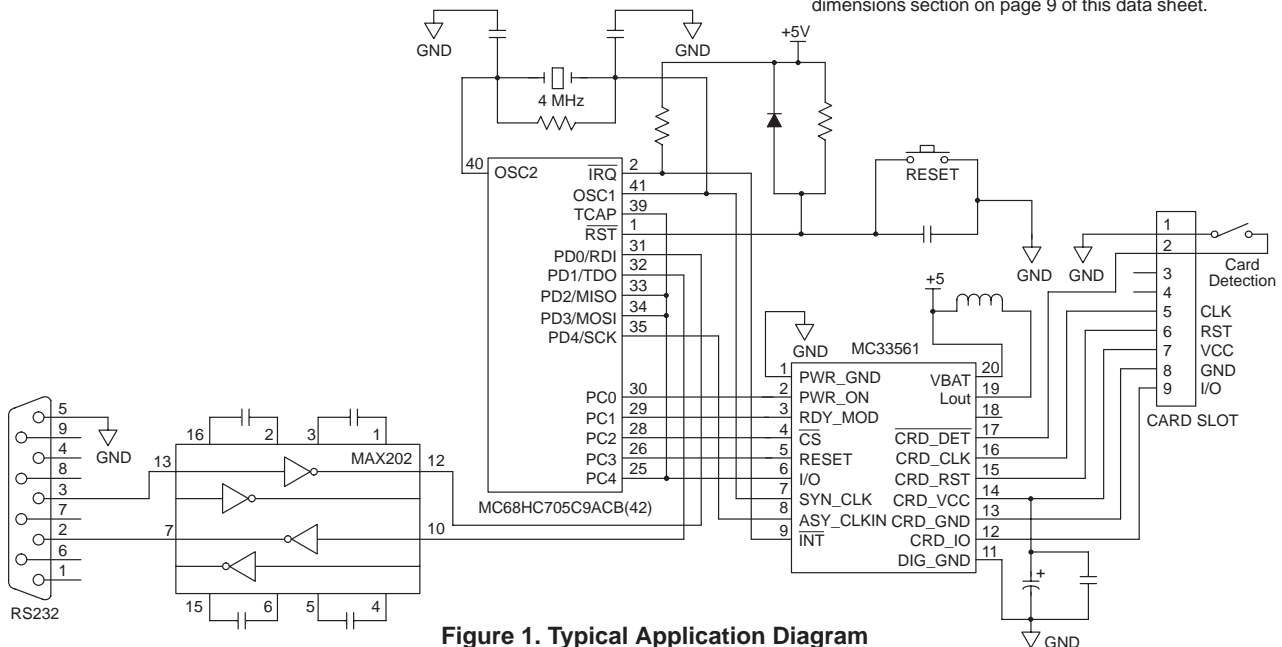 dimensions section on page 9 of this data sheet.
GND
GND
+5V
4 MHz
40
OSC2
IRQ
2
OSC1
41
TCAP
39
RST
1
PD0/RDI
31
PD1/TDO
32
PD2/MISO
33
PD3/MOSI
34
PD4/SCK
35
PC0
30
PC1
29
PC2
28
PC3
26
PC4
25
MC68HC705C9ACB(42)
RESET
GND
GND
+5
GND
MC33561
1
PWR_GND
2
PWR_ON
3
RDY_MOD
4
CS
5
RESET
6
I/O
7
SYN_CLK
8
ASY_CLKIN
9
INT
VBAT
20
Lout
19
18
CRD_DET
17
CRD_CLK
16
CRD_RST
15
CRD_VCC
14
CRD_GND
13
CRD_IO
12
DIG_GND
11
+
GND
1
2
3
4
5
CLK
6
RST
7
VCC
8
GND
9
I/O
CARD SLOT
Card
Detection
5
9
4
8
3
7
2
6
1
RS232
GND
16
2
3
1
MAX202
13
12
7
10
15
6
5
4
Figure 1. Typical Application Diagram